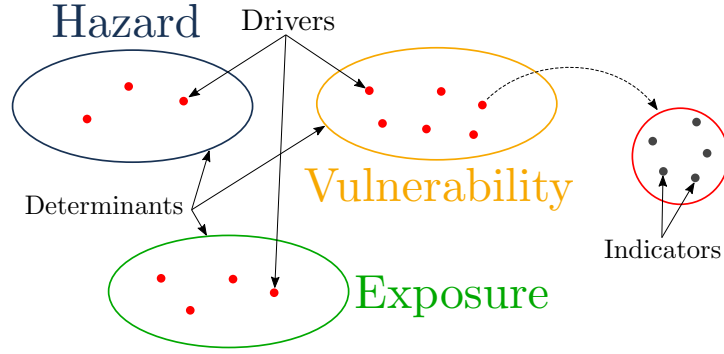 Hazard
Drivers
Vulnerability
Determinants
Indicators
Exposure